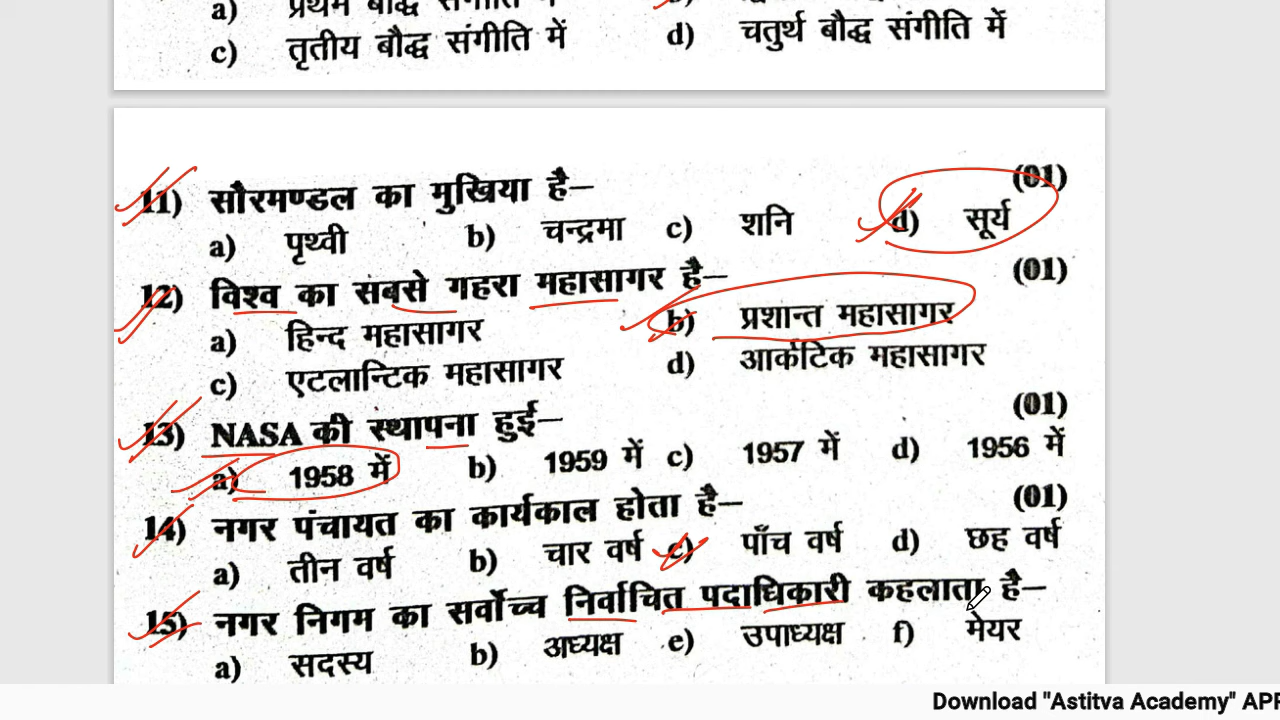 a) प्रथम बौद्ध संगीति में
c) तृतीय बौद्ध संगीति में d) चतुर्थ बौद्ध संगीति में
11) सौरमण्डल का मुखिया है– (01)
a) पृथ्वी b) चन्द्रमा c) शनि d) सूर्य
12) विश्व का सबसे गहरा महासागर है– (01)
a) हिन्द महासागर b) प्रशान्त महासागर
c) एटलान्टिक महासागर d) आर्कटिक महासागर
13) NASA की स्थापना हुई– (01)
a) 1958 में b) 1959 में c) 1957 में d) 1956 में
14) नगर पंचायत का कार्यकाल होता है– (01)
a) तीन वर्ष b) चार वर्ष c) पाँच वर्ष d) छह वर्ष
15) नगर निगम का सर्वोच्च निर्वाचित पदाधिकारी कहलाता है–
a) सदस्य b) अध्यक्ष e) उपाध्यक्ष f) मेयर
Download "Astitva Academy" APP